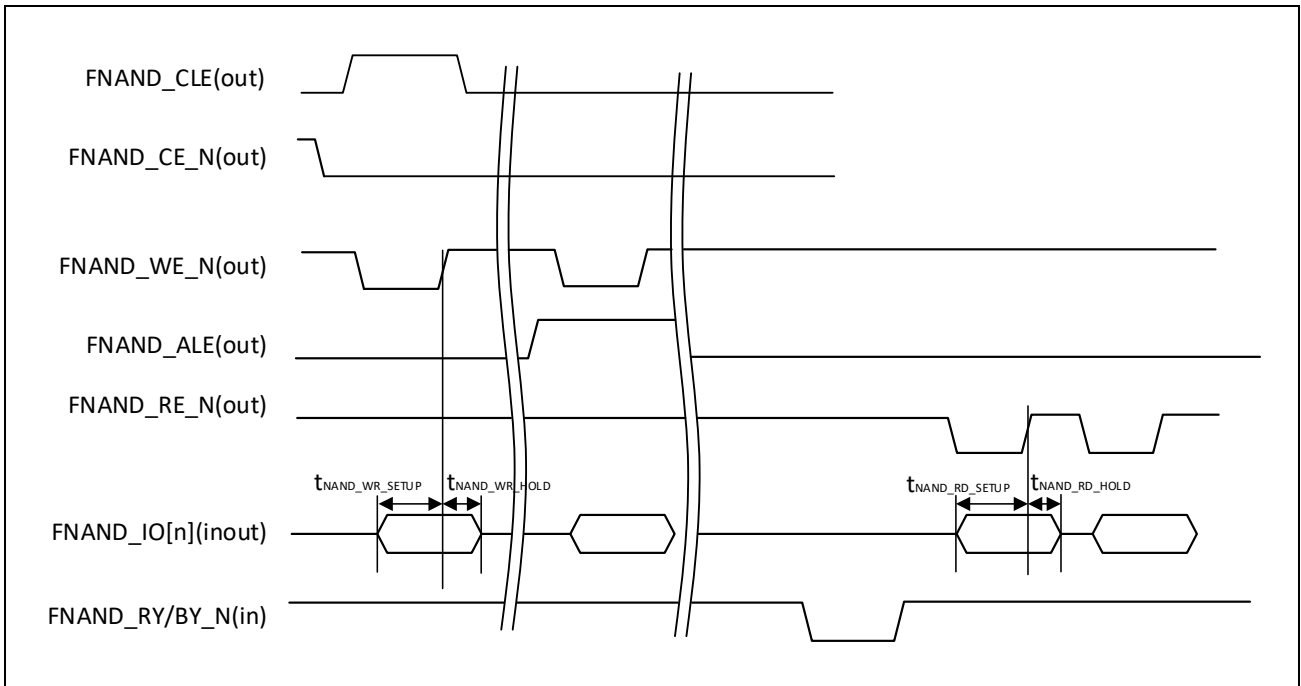 FNAND_CLE(out)
FNAND_CE_N(out)
FNAND_WE_N(out)
FNAND_ALE(out)
FNAND_RE_N(out)
tNAND_WR_SETUP tNAND_WR_HOLD tNAND_RD_SETUP tNAND_RD_HOLD
FNAND_IO[n](inout)
FNAND_RY/BY_N(in)